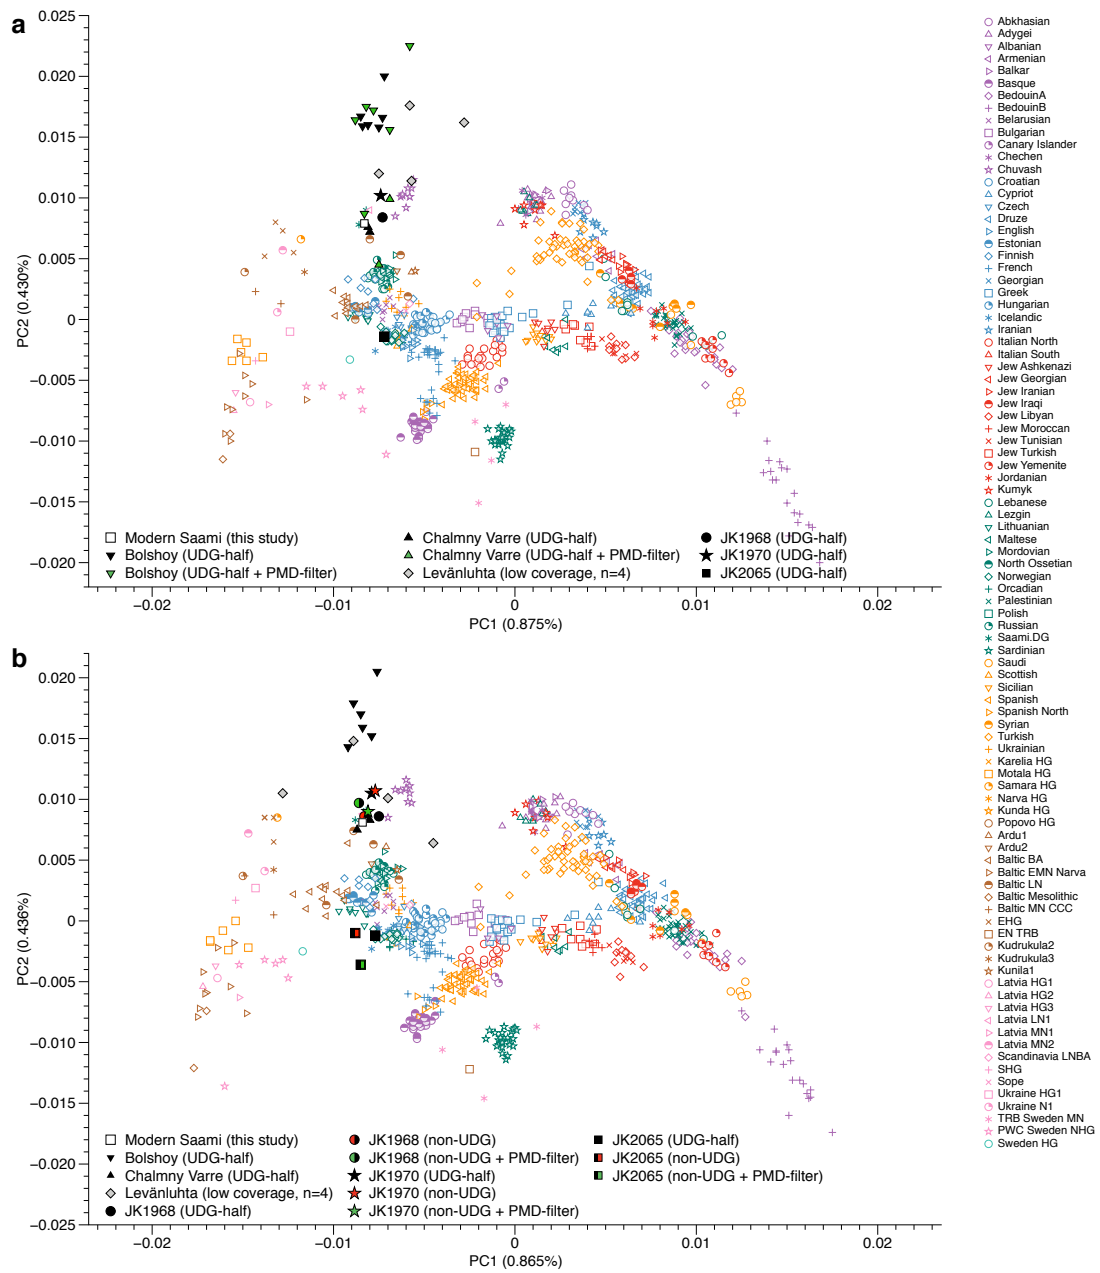 a
0.025
0.020
0.015
0.010
0.005
0
−0.005
−0.010
−0.015
−0.020
PC2 (0.430%)
Modern Saami (this study)
Bolshoy (UDG-half)
Bolshoy (UDG-half + PMD-filter)
Chalmny Varre (UDG-half)
Chalmny Varre (UDG-half + PMD-filter)
Levänluhta (low coverage, n=4)
JK1968 (UDG-half)
JK1970 (UDG-half)
JK2065 (UDG-half)
−0.02
−0.01
0
0.01
0.02
PC1 (0.875%)
b
0.020
0.015
0.010
0.005
0
−0.005
−0.010
−0.015
−0.020
−0.025
PC2 (0.436%)
Modern Saami (this study)
Bolshoy (UDG-half)
Chalmny Varre (UDG-half)
Levänluhta (low coverage, n=4)
JK1968 (UDG-half)
JK1968 (non-UDG)
JK1968 (non-UDG + PMD-filter)
JK1970 (UDG-half)
JK1970 (non-UDG)
JK1970 (non-UDG + PMD-filter)
JK2065 (UDG-half)
JK2065 (non-UDG)
JK2065 (non-UDG + PMD-filter)
−0.02
−0.01
0
0.01
0.02
PC1 (0.865%)
Abkhasian
Adygei
Albanian
Armenian
Balkar
Basque
BedouinA
BedouinB
Belarusian
Bulgarian
Canary Islander
Chechen
Chuvash
Croatian
Cypriot
Czech
Druze
English
Estonian
Finnish
French
Georgian
Greek
Hungarian
Icelandic
Iranian
Italian North
Italian South
Jew Ashkenazi
Jew Georgian
Jew Iranian
Jew Iraqi
Jew Libyan
Jew Moroccan
Jew Tunisian
Jew Turkish
Jew Yemenite
Jordanian
Kumyk
Lebanese
Lezgin
Lithuanian
Maltese
Mordovian
North Ossetian
Norwegian
Orcadian
Palestinian
Polish
Russian
Saami.DG
Sardinian
Saudi
Scottish
Sicilian
Spanish
Spanish North
Syrian
Turkish
Ukrainian
Karelia HG
Motala HG
Samara HG
Narva HG
Kunda HG
Popovo HG
Ardu1
Ardu2
Baltic BA
Baltic EMN Narva
Baltic LN
Baltic Mesolithic
Baltic MN CCC
EHG
EN TRB
Kudrukula2
Kudrukula3
Kunila1
Latvia HG1
Latvia HG2
Latvia HG3
Latvia LN1
Latvia MN1
Latvia MN2
Scandinavia LNBA
SHG
Sope
Ukraine HG1
Ukraine N1
TRB Sweden MN
PWC Sweden NHG
Sweden HG